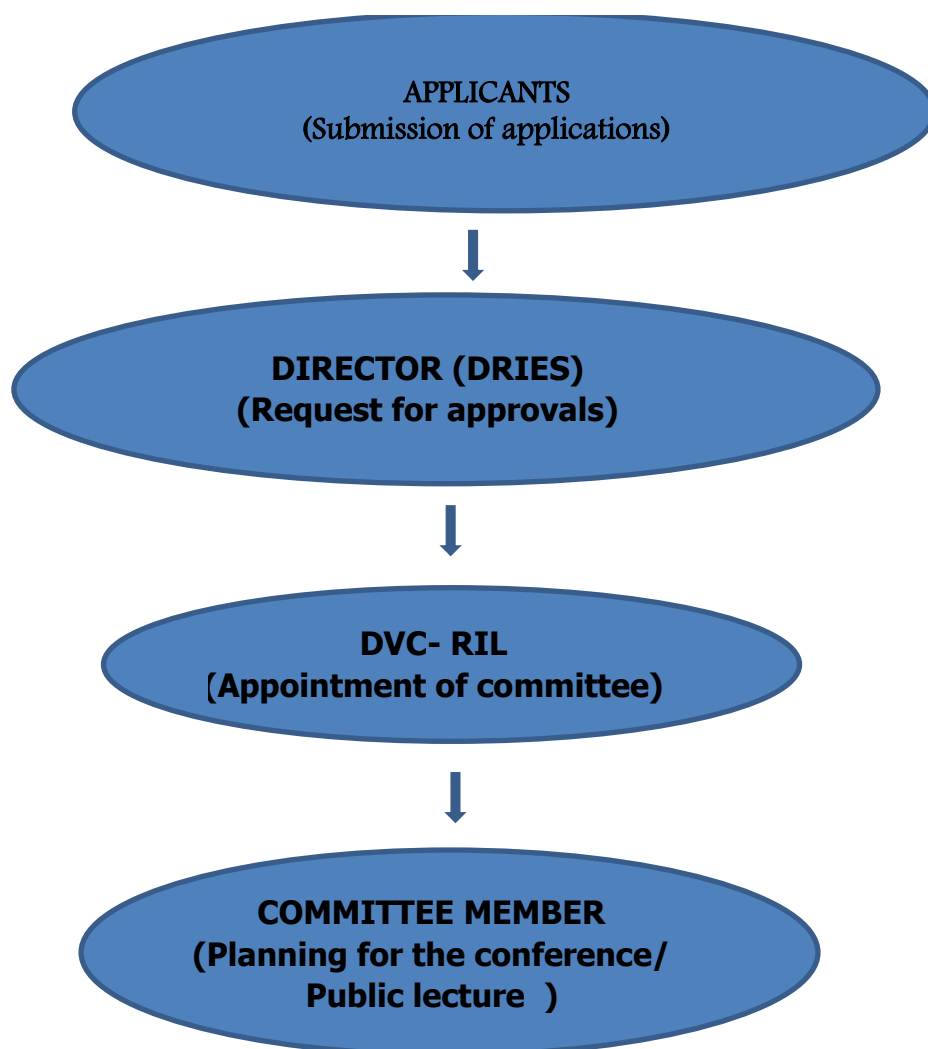 APPLICANTS
(Submission of applications)
DIRECTOR (DRIES)
(Request for approvals)
DVC- RIL
(Appointment of committee)
COMMITTEE MEMBER
(Planning for the conference/
Public lecture  )